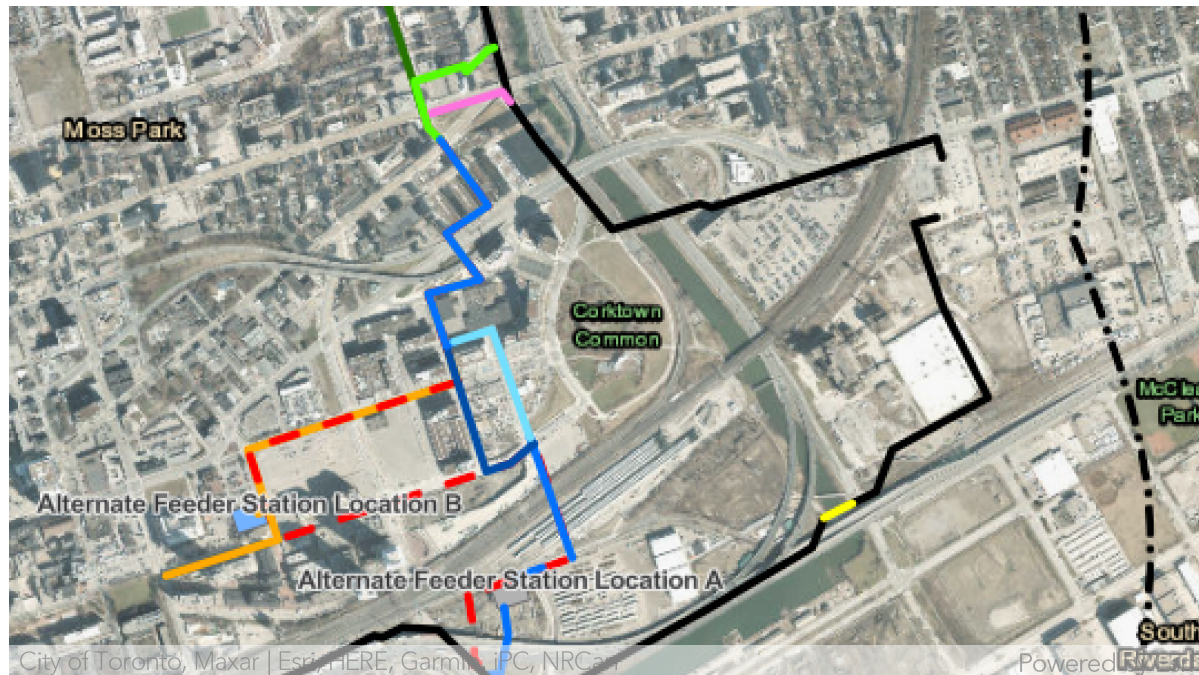 Moss Park
Corktown
Common
Park
Alternate Feeder Station Location B
Alternate Feeder Station Location A
South
City of Toronto, Maxar | Esri, HERE, Garmin, iPC, NRCan
Powered by